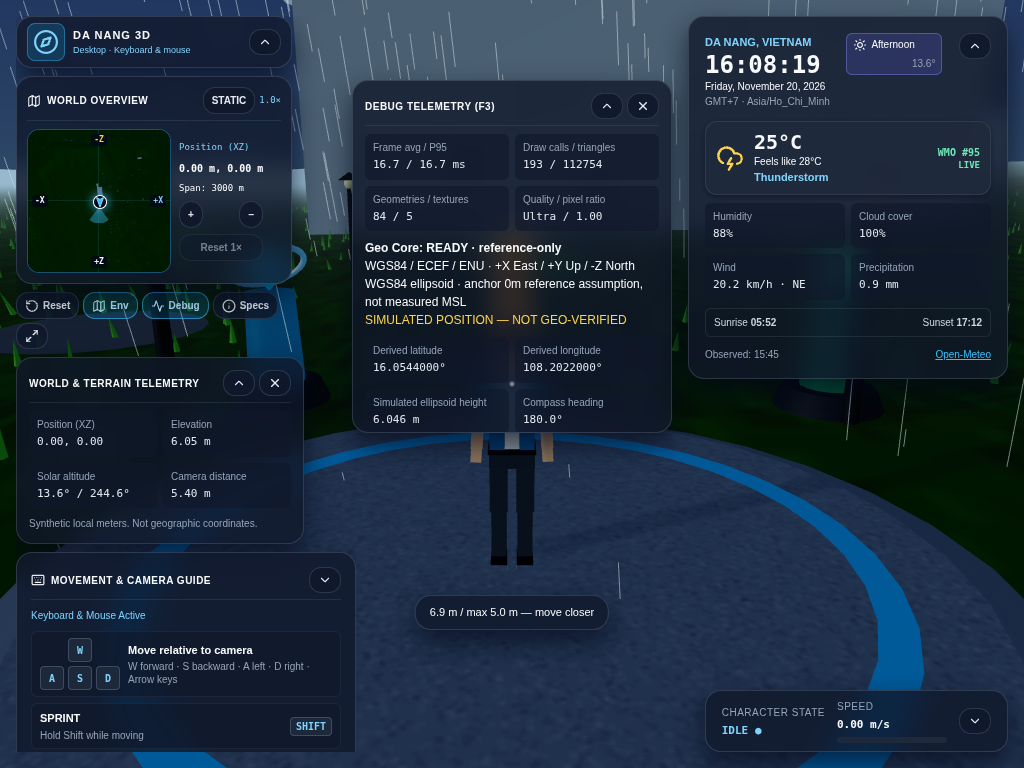 DA NANG 3D
Desktop · Keyboard & mouse
WORLD OVERVIEW
STATIC
1.0×
-Z
-X
+X
+Z
Position (XZ)
0.00 m, 0.00 m
Span: 3000 m
+
−
Reset 1×
Reset
Env
Debug
Specs
WORLD & TERRAIN TELEMETRY
Position (XZ)
0.00, 0.00
Elevation
6.05 m
Solar altitude
13.6° / 244.6°
Camera distance
5.40 m
Synthetic local meters. Not geographic coordinates.
MOVEMENT & CAMERA GUIDE
Keyboard & Mouse Active
W
A S D
Move relative to camera
W forward · S backward · A left · D right ·
Arrow keys
SPRINT
Hold Shift while moving
SHIFT
DEBUG TELEMETRY (F3)
Frame avg / P95
16.7 / 16.7 ms
Draw calls / triangles
193 / 112754
Geometries / textures
84 / 5
Quality / pixel ratio
Ultra / 1.00
Geo Core: READY · reference-only
WGS84 / ECEF / ENU · +X East / +Y Up / -Z North
WGS84 ellipsoid · anchor 0m reference assumption,
not measured MSL
SIMULATED POSITION — NOT GEO-VERIFIED
Derived latitude
16.0544000°
Derived longitude
108.2022000°
Simulated ellipsoid height
6.046 m
Compass heading
180.0°
6.9 m / max 5.0 m — move closer
DA NANG, VIETNAM
16:08:19
Friday, November 20, 2026
GMT+7 · Asia/Ho_Chi_Minh
Afternoon
13.6°
25°C
Feels like 28°C
Thunderstorm
WMO #95
LIVE
Humidity
88%
Cloud cover
100%
Wind
20.2 km/h · NE
Precipitation
0.9 mm
Sunrise 05:52
Sunset 17:12
Observed: 15:45
Open-Meteo
CHARACTER STATE
IDLE
SPEED
0.00 m/s